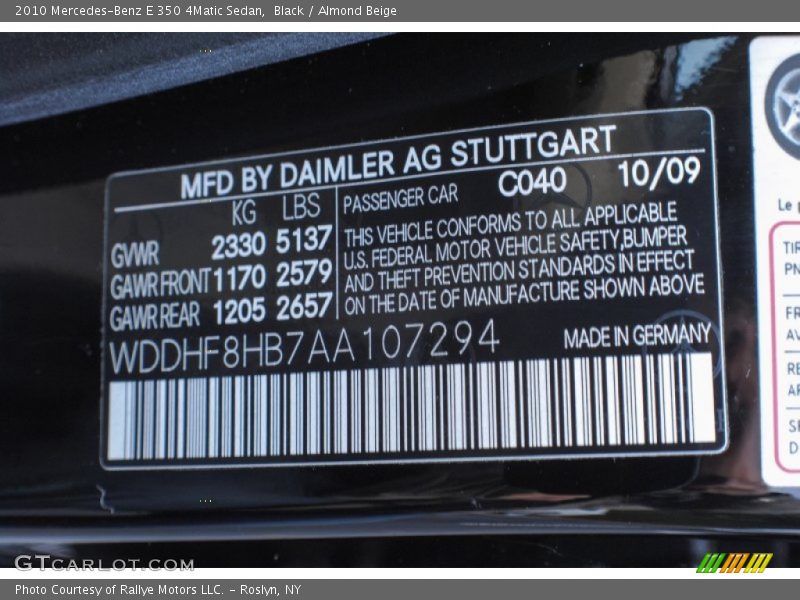 2010 Mercedes-Benz E 350 4Matic Sedan,  Black / Almond Beige
MFD BY DAIMLER AG STUTTGART
KG LBS PASSENGER CAR C040 10/09
GVWR 2330 5137
GAWR FRONT 1170 2579
GAWR REAR 1205 2657
THIS VEHICLE CONFORMS TO ALL APPLICABLE
U.S. FEDERAL MOTOR VEHICLE SAFETY,BUMPER
AND THEFT PREVENTION STANDARDS IN EFFECT
ON THE DATE OF MANUFACTURE SHOWN ABOVE
WDDHF8HB7AA107294 MADE IN GERMANY
Le
GTCARLOT.COM
Photo Courtesy of Rallye Motors LLC. - Roslyn, NY